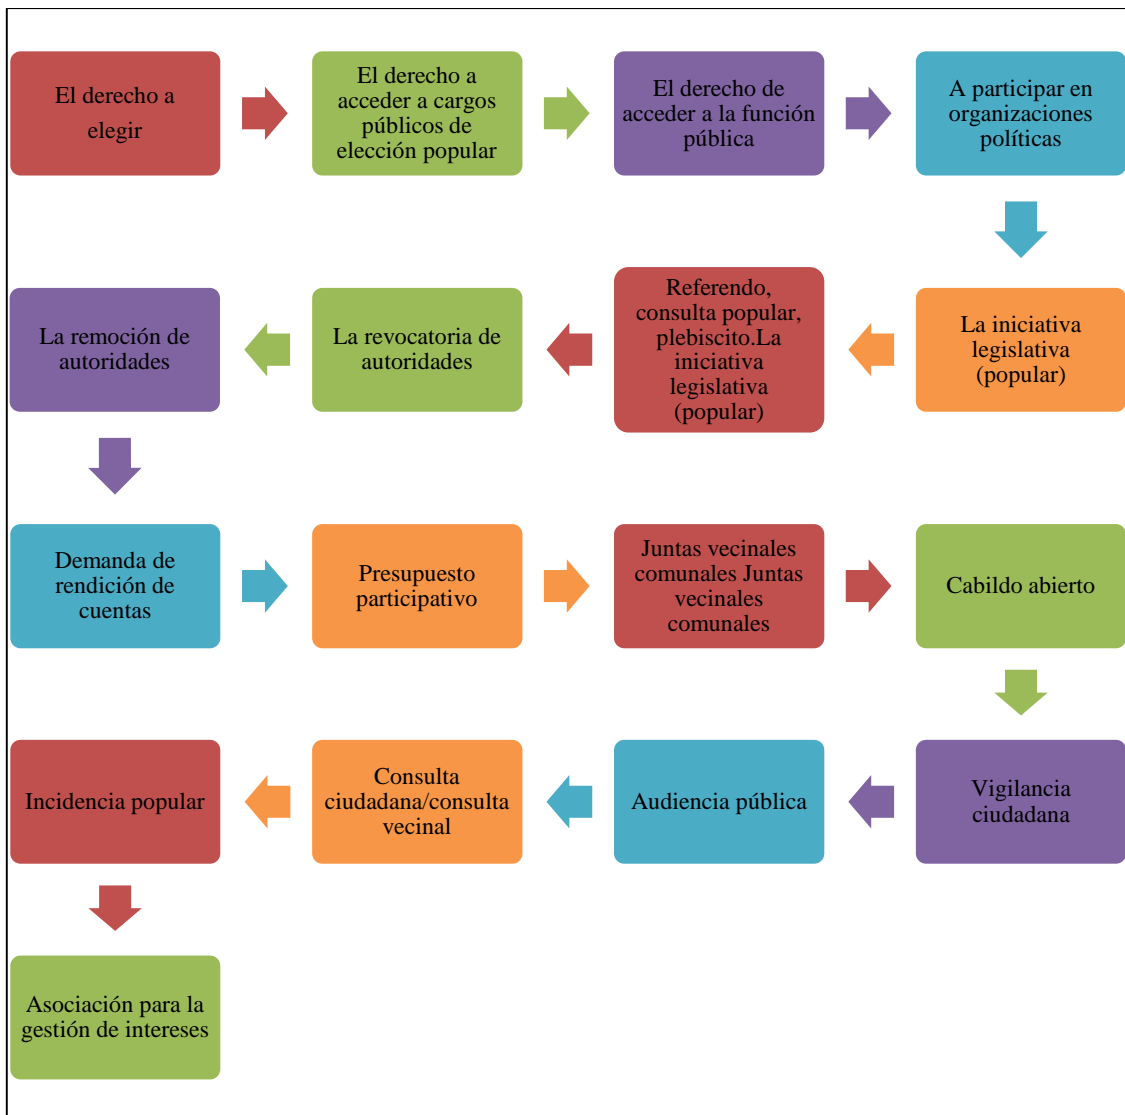 El derecho a
elegir
El derecho a
acceder a cargos
públicos de
elección popular
El derecho de
acceder a la función
pública
A participar en
organizaciones
políticas
La iniciativa
legislativa
(popular)
Referendo,
consulta popular,
plebiscito.La
iniciativa
legislativa
(popular)
La revocatoria de
autoridades
La remoción de
autoridades
Demanda de
rendición de
cuentas
Presupuesto
participativo
Juntas vecinales
comunales Juntas
vecinales
comunales
Cabildo abierto
Vigilancia
ciudadana
Audiencia pública
Consulta
ciudadana/consulta
vecinal
Incidencia popular
Asociación para la
gestión de intereses